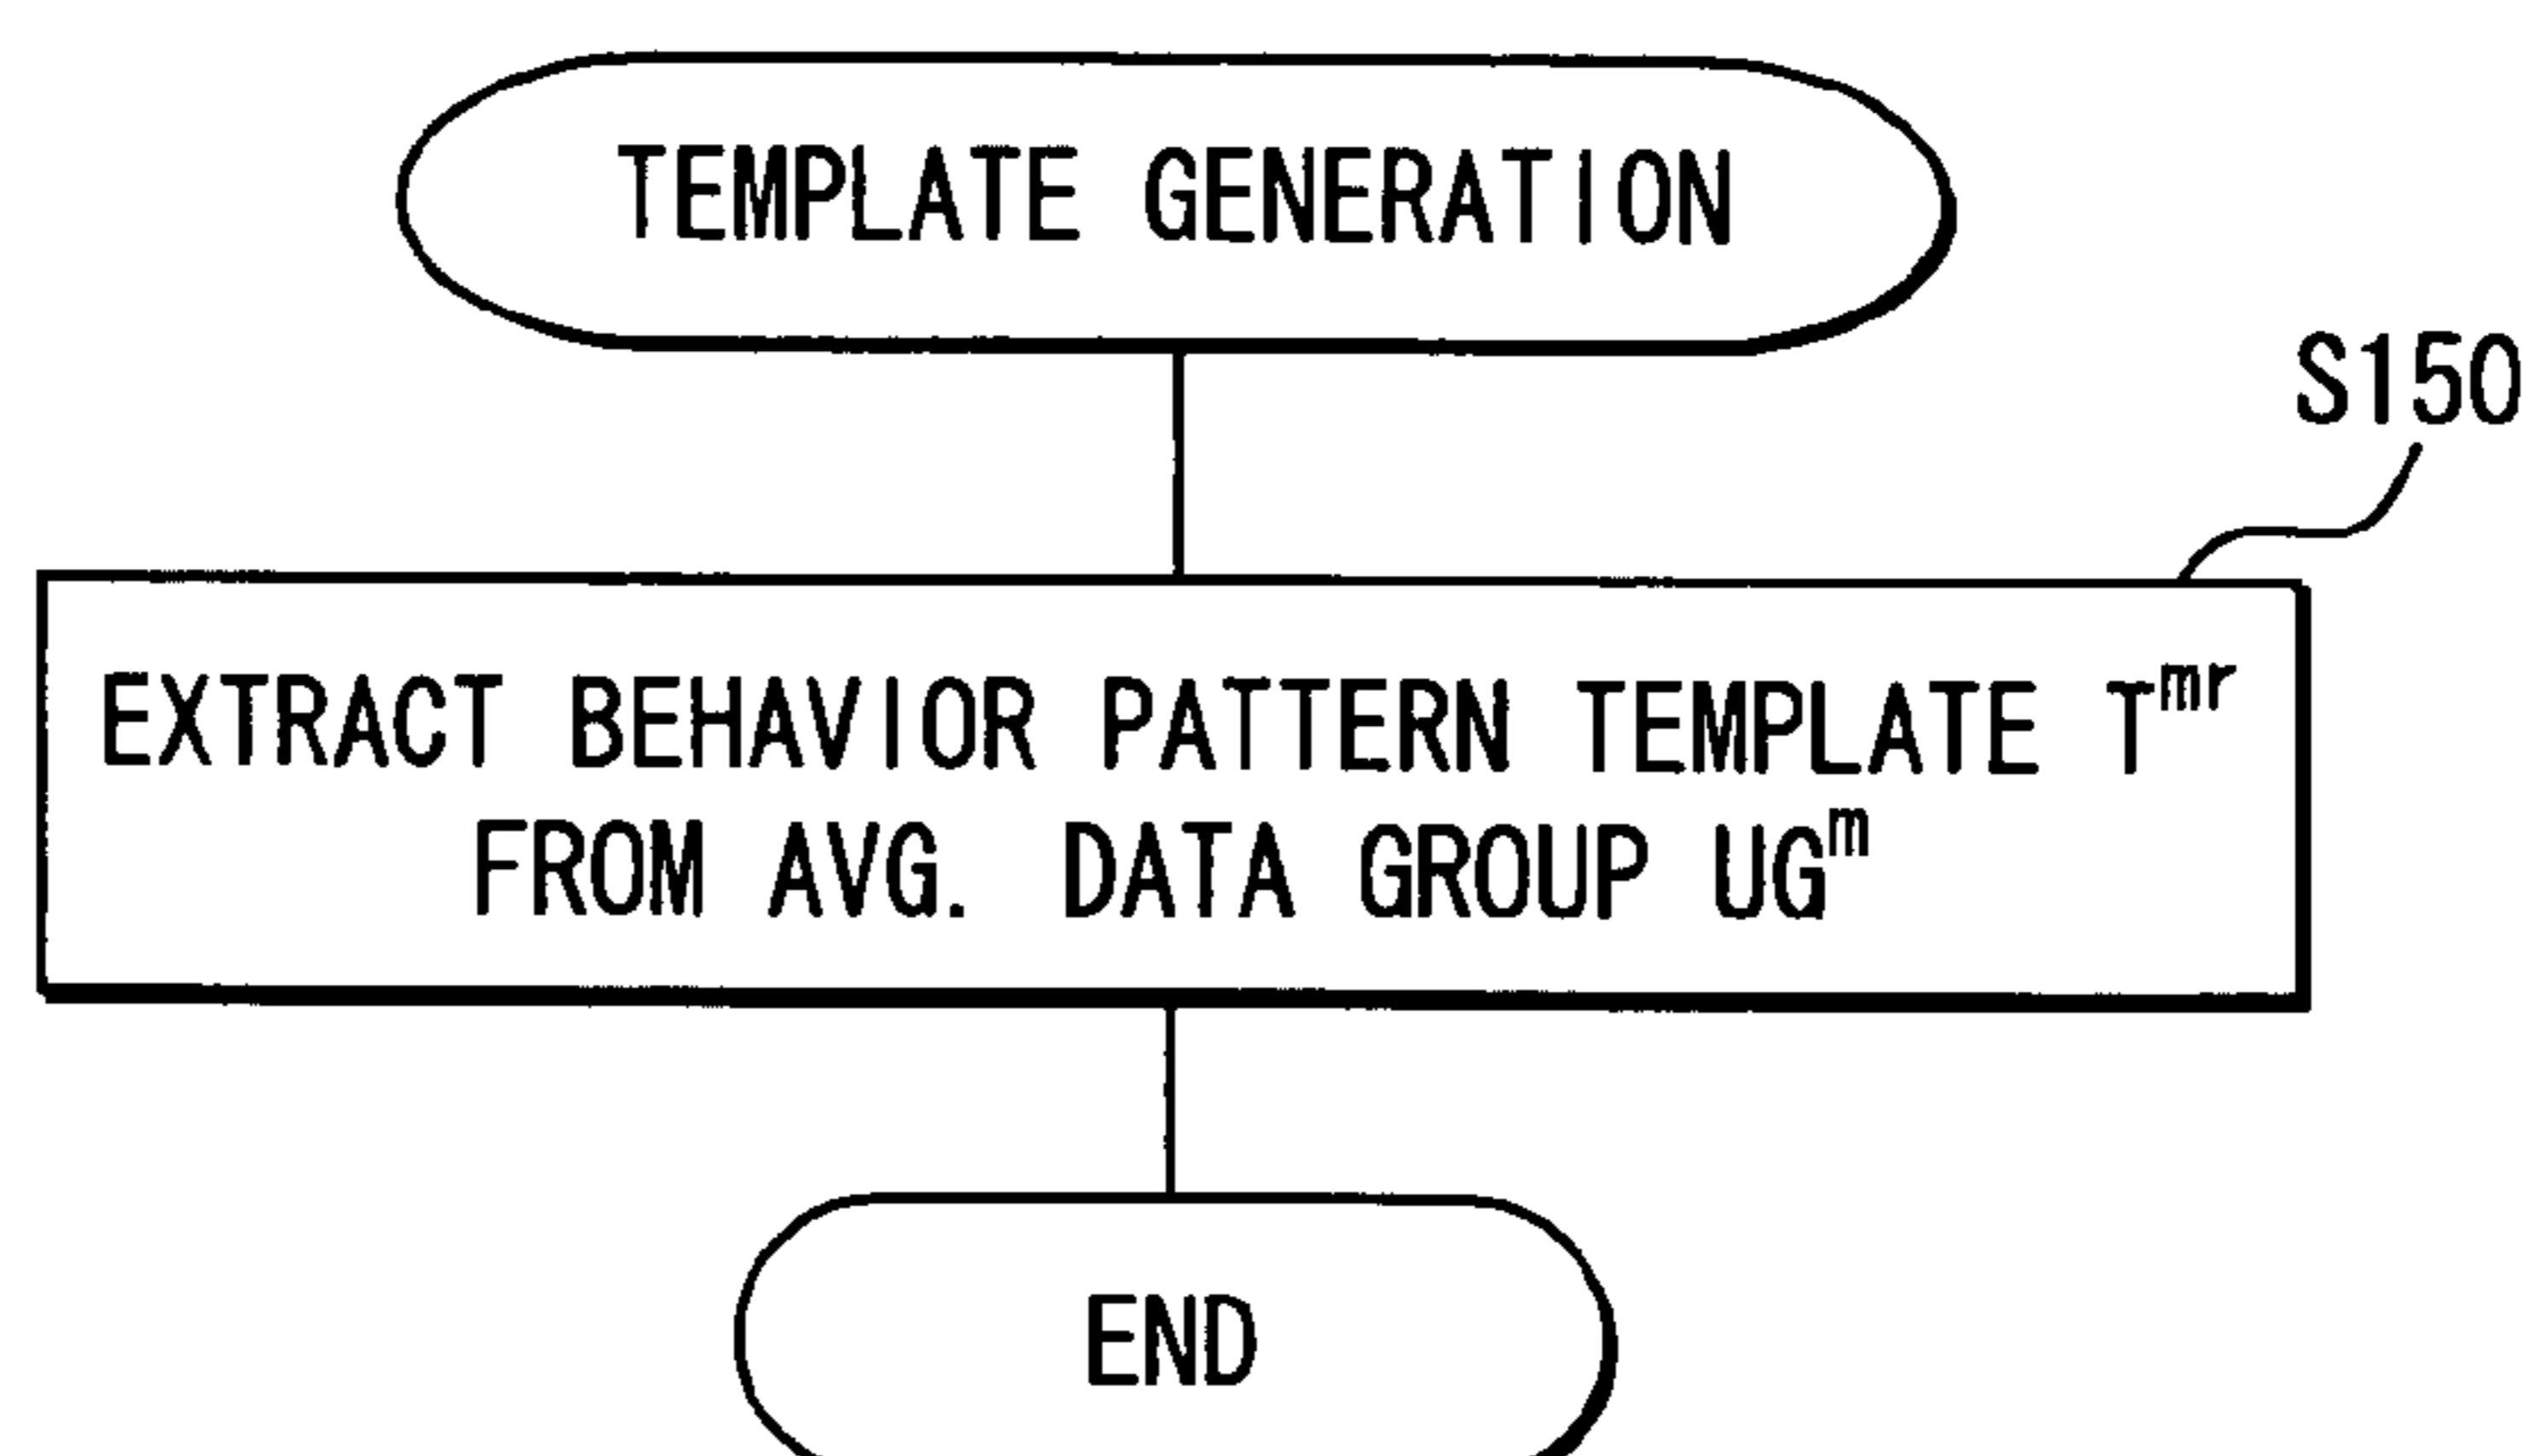 TEMPLATE GENERATION
S150
EXTRACT BEHAVIOR PATTERN TEMPLATE T^mr
FROM AVG. DATA GROUP UG^m
END